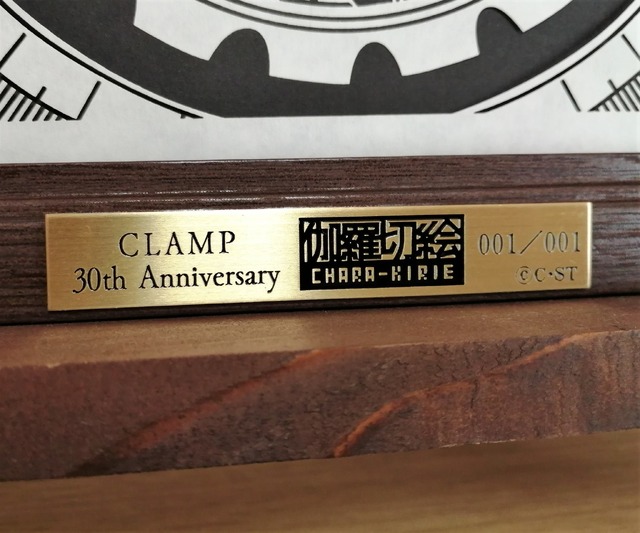 CLAMP
30th Anniversary
伽羅切絵
CHARA-KIRIE
001/001
©C・ST